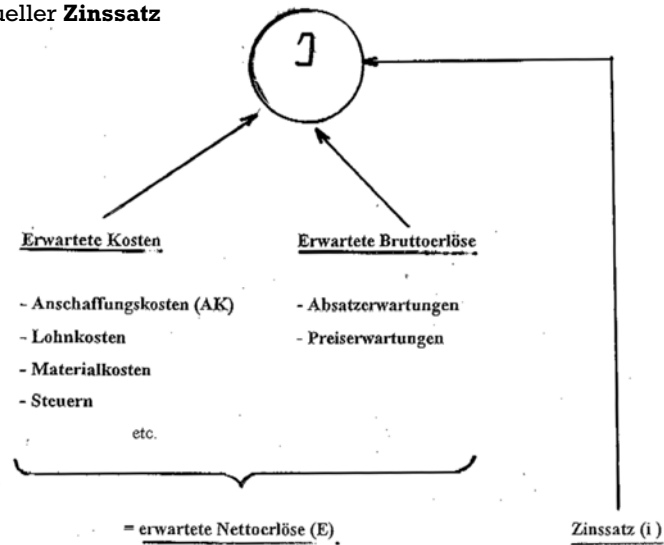 ueller Zinssatz
J
Erwartete Kosten
Erwartete Bruttoerlöse
- Anschaffungskosten (AK)
- Lohnkosten
- Materialkosten
- Steuern
etc.
- Absatzerwartungen
- Preiserwartungen
= erwartete Nettoerlöse (E)
Zinssatz (i )